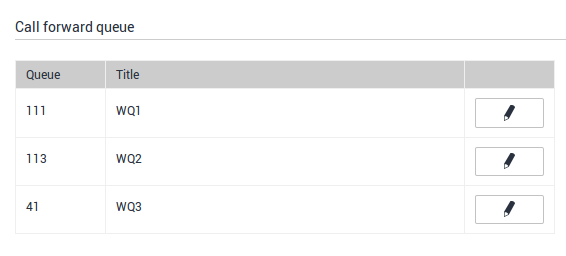 Call forward queue
Queue Title
111 WQ1
113 WQ2
41 WQ3